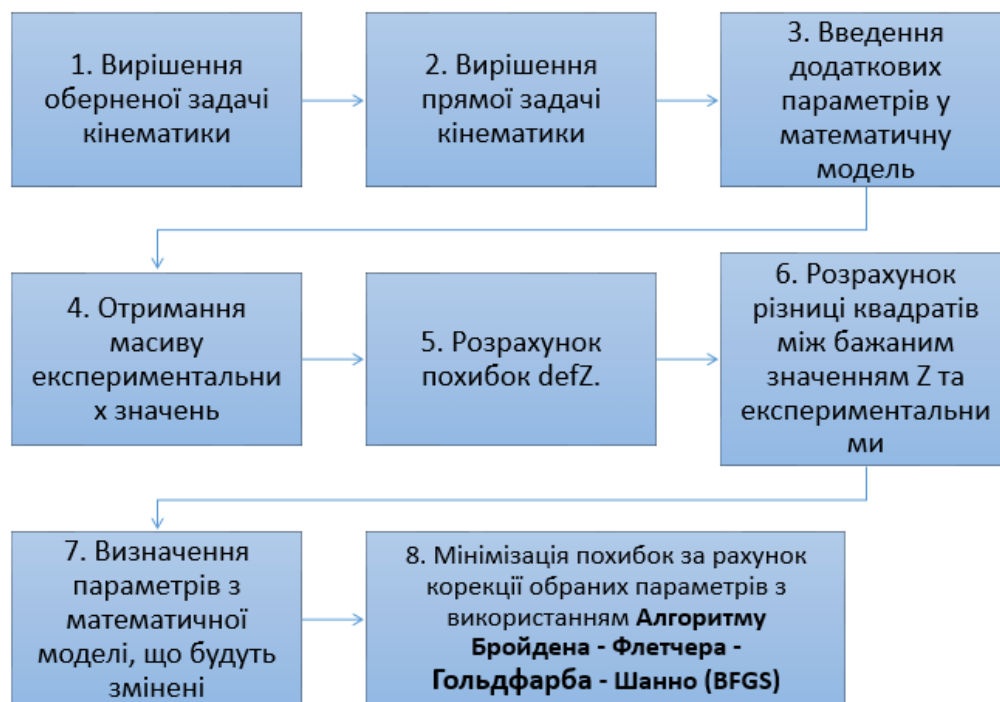 1. Вирішення
оберненої задачі
кінематики
2. Вирішення
прямої задачі
кінематики
3. Введення
додаткових
параметрів у
математичну
модель
4. Отримання
масиву
експериментальни
х значень
5. Розрахунок
похибок defZ.
6. Розрахунок
різниці квадратів
між бажаним
значенням Z та
експериментальни
ми
7. Визначення
параметрів з
математичної
моделі, що будуть
змінені
8. Мінімізація похибок за рахунок
корекції обраних параметрів з
використанням Алгоритму
Бройдена - Флетчера -
Гольдфарба - Шанно (BFGS)